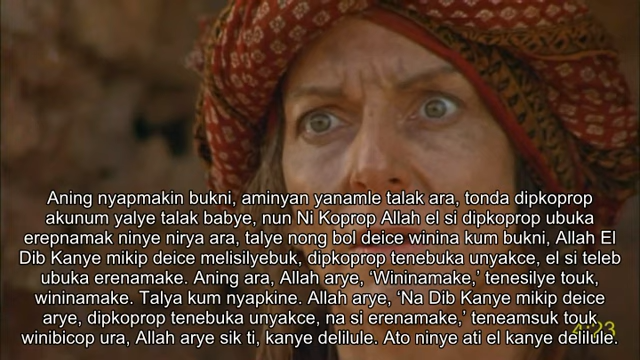 Aning nyapmakin bukni, aminyan yanamle talak ara, tonda dipkoprop
akunum yalye talak babye, nun Ni Koprop Allah el si dipkoprop ubuka
erepnamak ninye nirya ara, talye nong bol deice winina kum bukni, Allah El
Dib Kanye mikip deice melisilyebuk, dipkoprop tenebuka unyakce, el si teleb
ubuka erenamake. Aning ara, Allah arye, ‘Wininamake,’ tenesilye touk,
wininamake. Talya kum nyapkine. Allah arye, ‘Na Dib Kanye mikip deice
arye, dipkoprop tenebuka unyakce, na si erenamake,’ teneamsuk touk,
winibicop ura, Allah arye sik ti, kanye delilule. Ato ninye ati el kanye delilule.
4:23